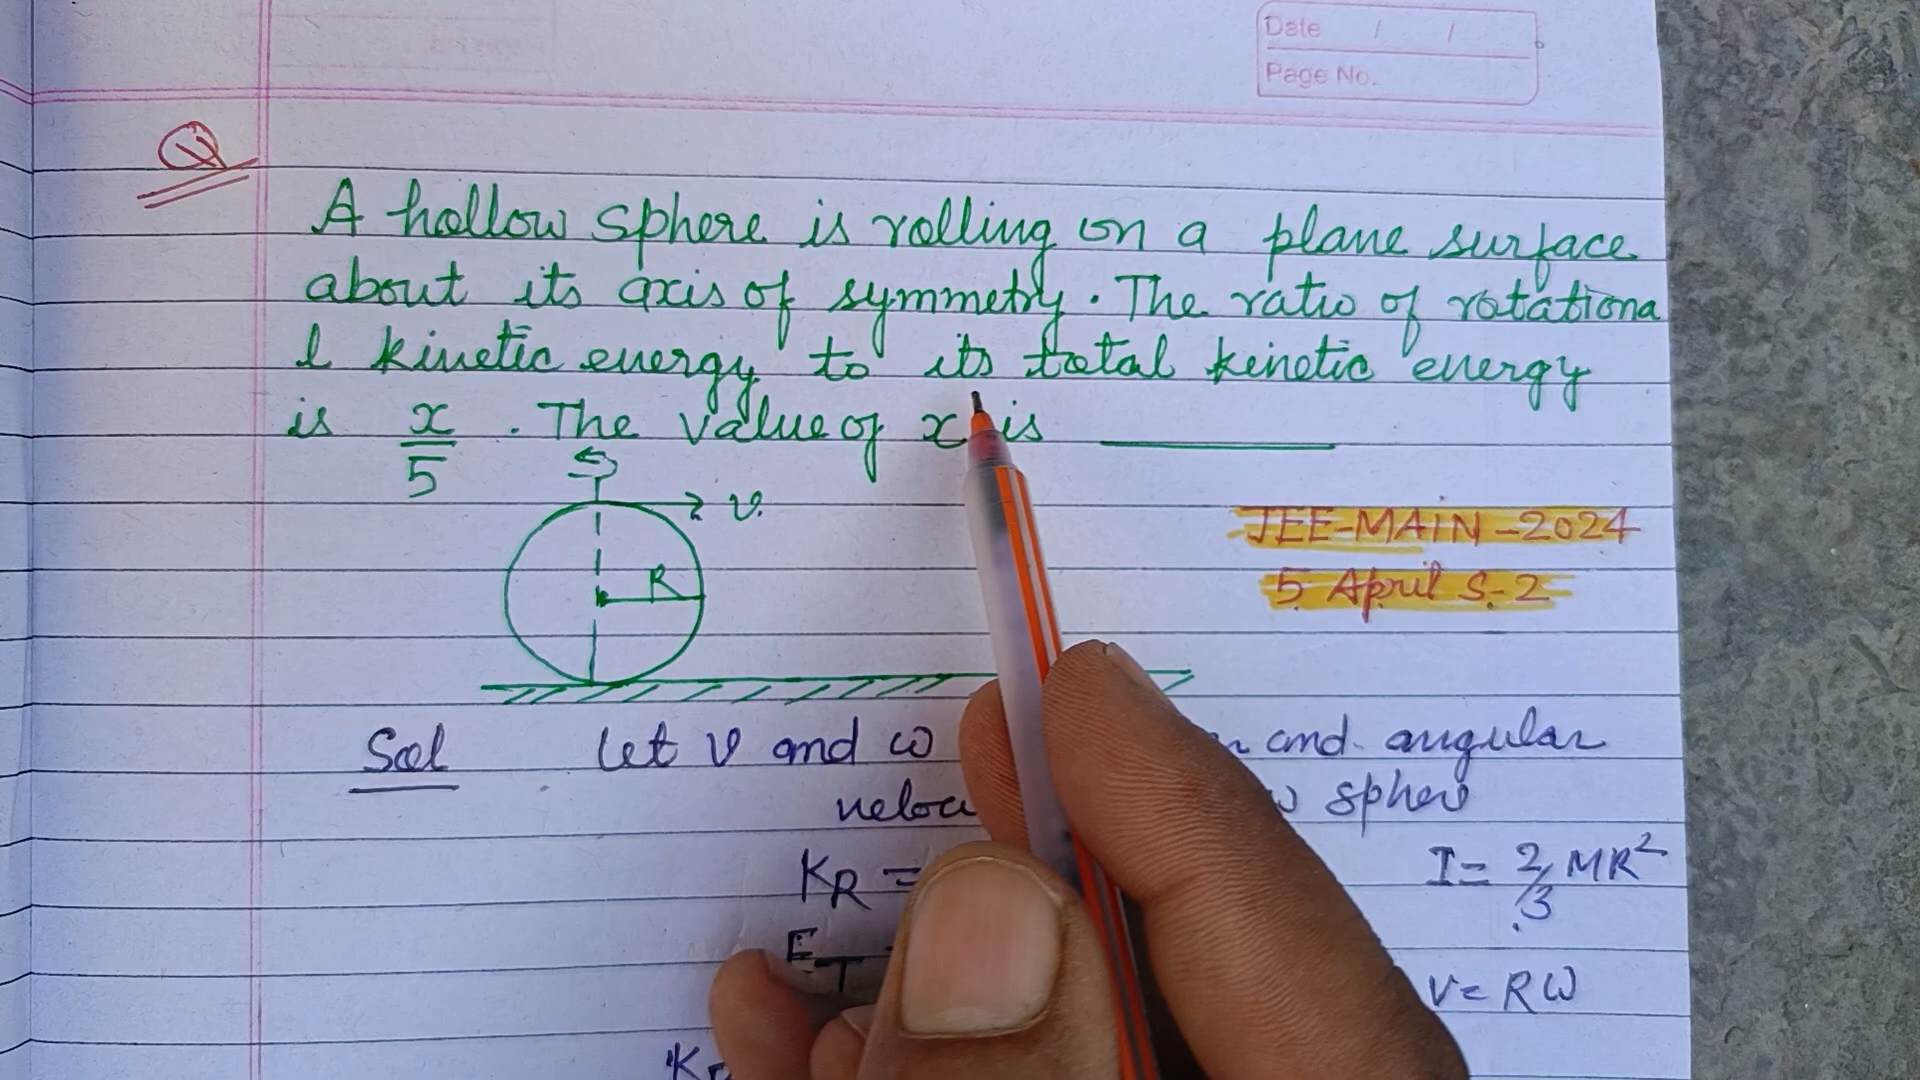 Date / /
Page No.
Q
A hollow sphere is rolling on a plane surface
about its axis of symmetry. The ratio of rotationa
l kinetic energy to its total kinetic energy
is x/5 . The value of x is ______
v.
R
JEE-MAIN-2024
5 April S-2
Sol Let v and ω and angular
sphere
KR =
I = 2/3 MR²
ET
V = Rω